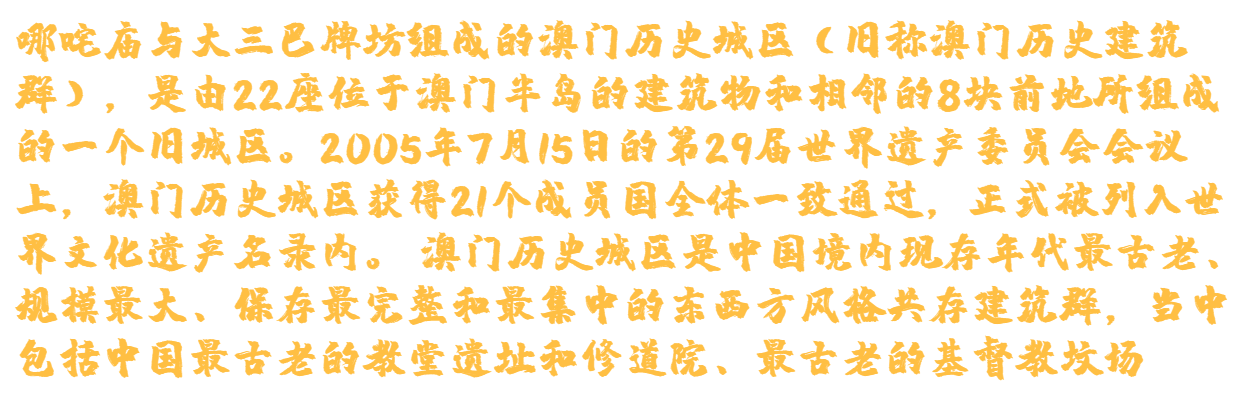 哪咤庙与大三巴牌坊组成的澳门历史城区（旧称澳门历史建筑
群），是由22座位于澳门半岛的建筑物和相邻的8块前地所组成
的一个旧城区。2005年7月15日的第29届世界遗产委员会会议
上，澳门历史城区获得21个成员国全体一致通过，正式被列入世
界文化遗产名录内。 澳门历史城区是中国境内现存年代最古老、
规模最大、保存最完整和最集中的东西方风格共存建筑群，当中
包括中国最古老的教堂遗址和修道院、最古老的基督教坟场